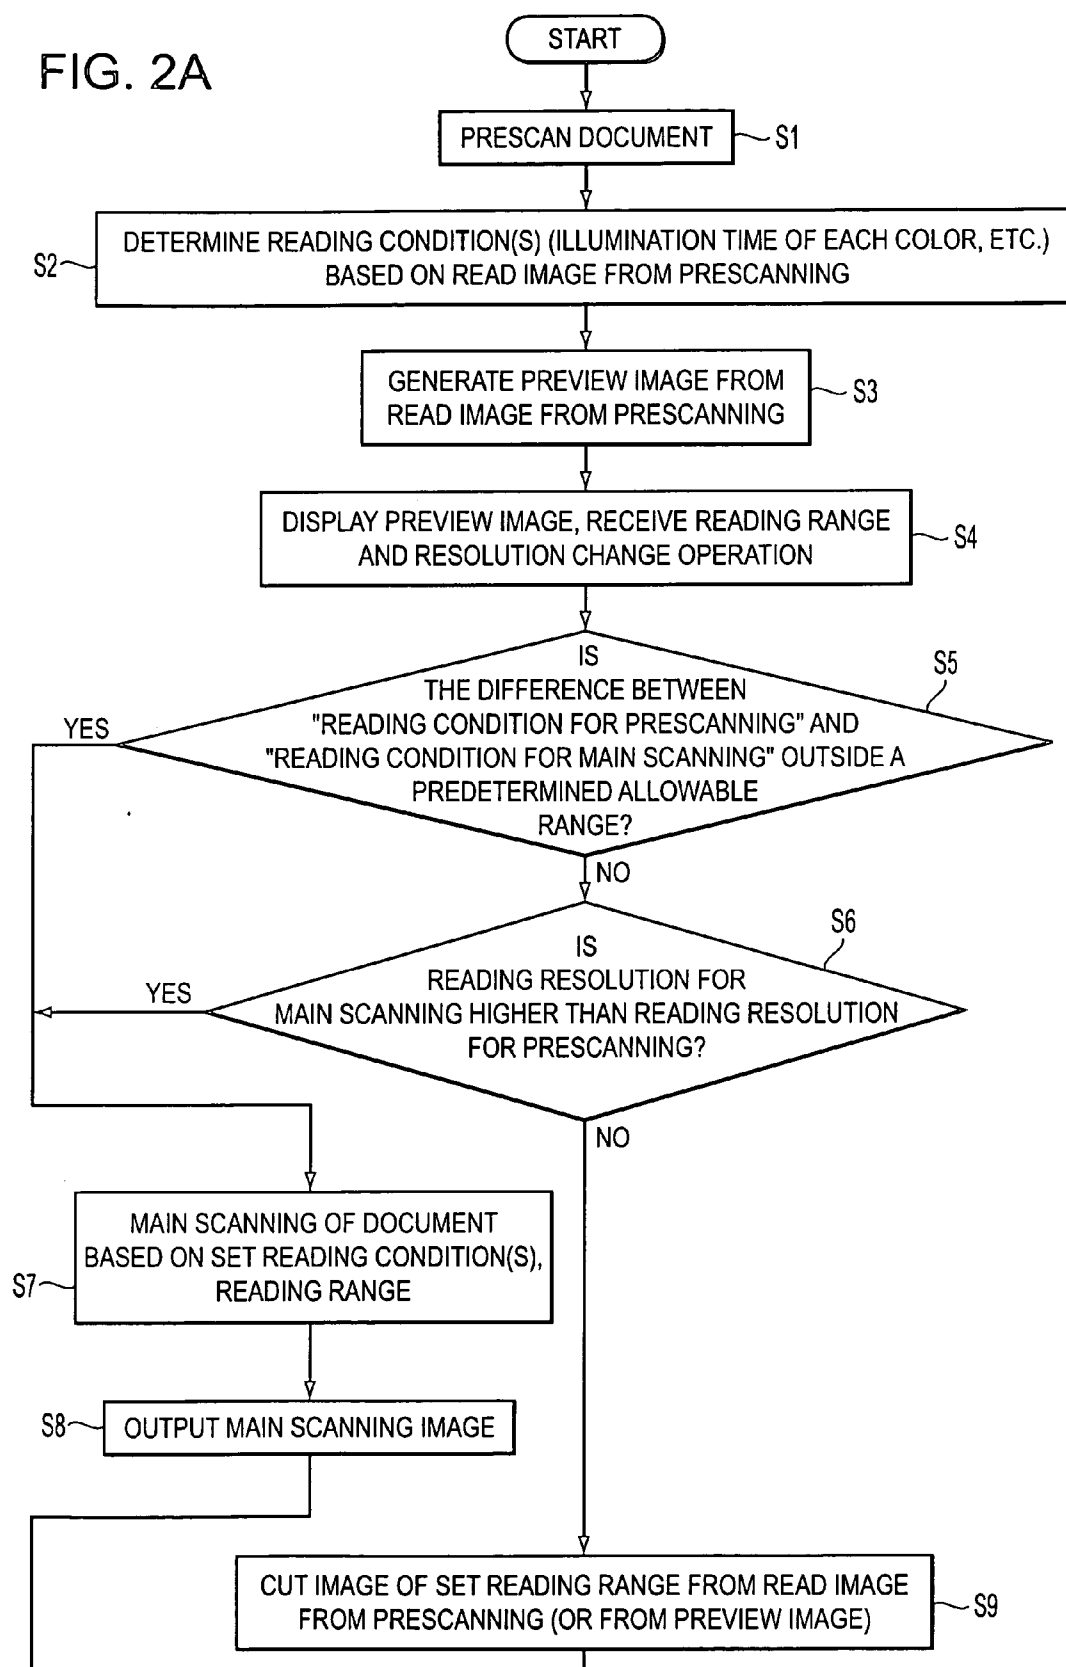 FIG. 2A
START
PRESCAN DOCUMENT
S1
S2
DETERMINE READING CONDITION(S) (ILLUMINATION TIME OF EACH COLOR, ETC.)
BASED ON READ IMAGE FROM PRESCANNING
GENERATE PREVIEW IMAGE FROM
READ IMAGE FROM PRESCANNING
S3
DISPLAY PREVIEW IMAGE, RECEIVE READING RANGE
AND RESOLUTION CHANGE OPERATION
S4
IS
THE DIFFERENCE BETWEEN
"READING CONDITION FOR PRESCANNING" AND
"READING CONDITION FOR MAIN SCANNING" OUTSIDE A
PREDETERMINED ALLOWABLE
RANGE?
S5
YES
NO
IS
READING RESOLUTION FOR
MAIN SCANNING HIGHER THAN READING RESOLUTION
FOR PRESCANNING?
S6
YES
NO
MAIN SCANNING OF DOCUMENT
BASED ON SET READING CONDITION(S),
READING RANGE
S7
S8
OUTPUT MAIN SCANNING IMAGE
CUT IMAGE OF SET READING RANGE FROM READ IMAGE
FROM PRESCANNING (OR FROM PREVIEW IMAGE)
S9